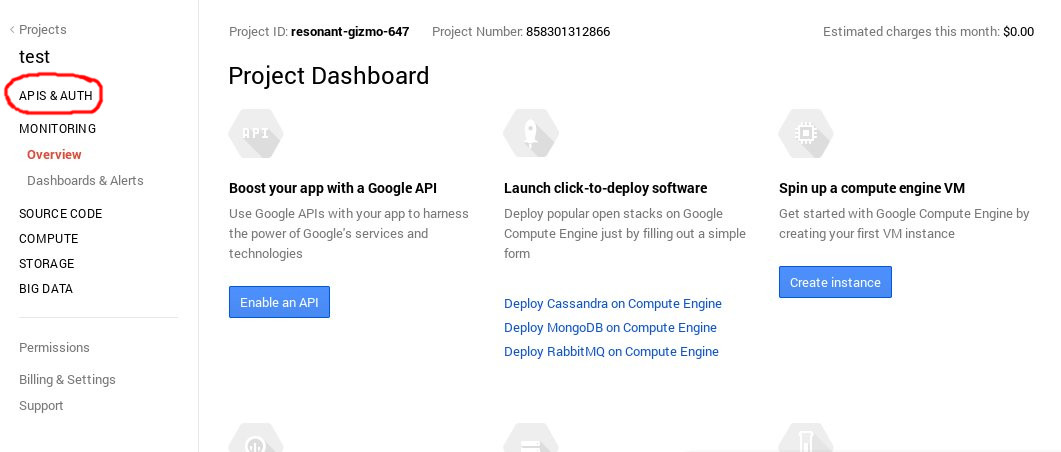 Projects
test
APIS & AUTH
MONITORING
Overview
Dashboards & Alerts
SOURCE CODE
COMPUTE
STORAGE
BIG DATA
Permissions
Billing & Settings
Support
Project ID: resonant-gizmo-647 Project Number: 858301312866 Estimated charges this month: $0.00
Project Dashboard
API
Boost your app with a Google API
Use Google APIs with your app to harness
the power of Google's services and
technologies
Enable an API
Launch click-to-deploy software
Deploy popular open stacks on Google
Compute Engine just by filling out a simple
form
Deploy Cassandra on Compute Engine
Deploy MongoDB on Compute Engine
Deploy RabbitMQ on Compute Engine
Spin up a compute engine VM
Get started with Google Compute Engine by
creating your first VM instance
Create instance